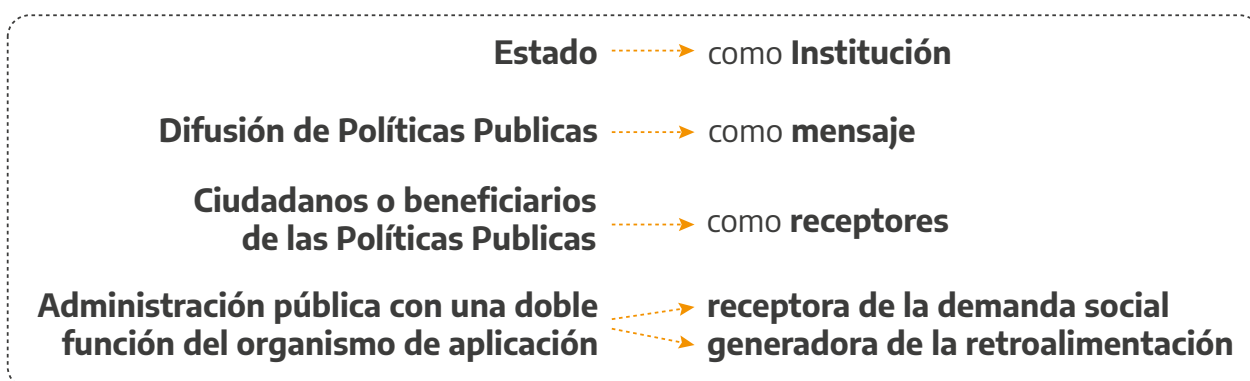 Estado como Institución
Difusión de Políticas Publicas como mensaje
Ciudadanos o beneficiarios
de las Políticas Publicas
como receptores
Administración pública con una doble
función del organismo de aplicación
receptora de la demanda social
generadora de la retroalimentación